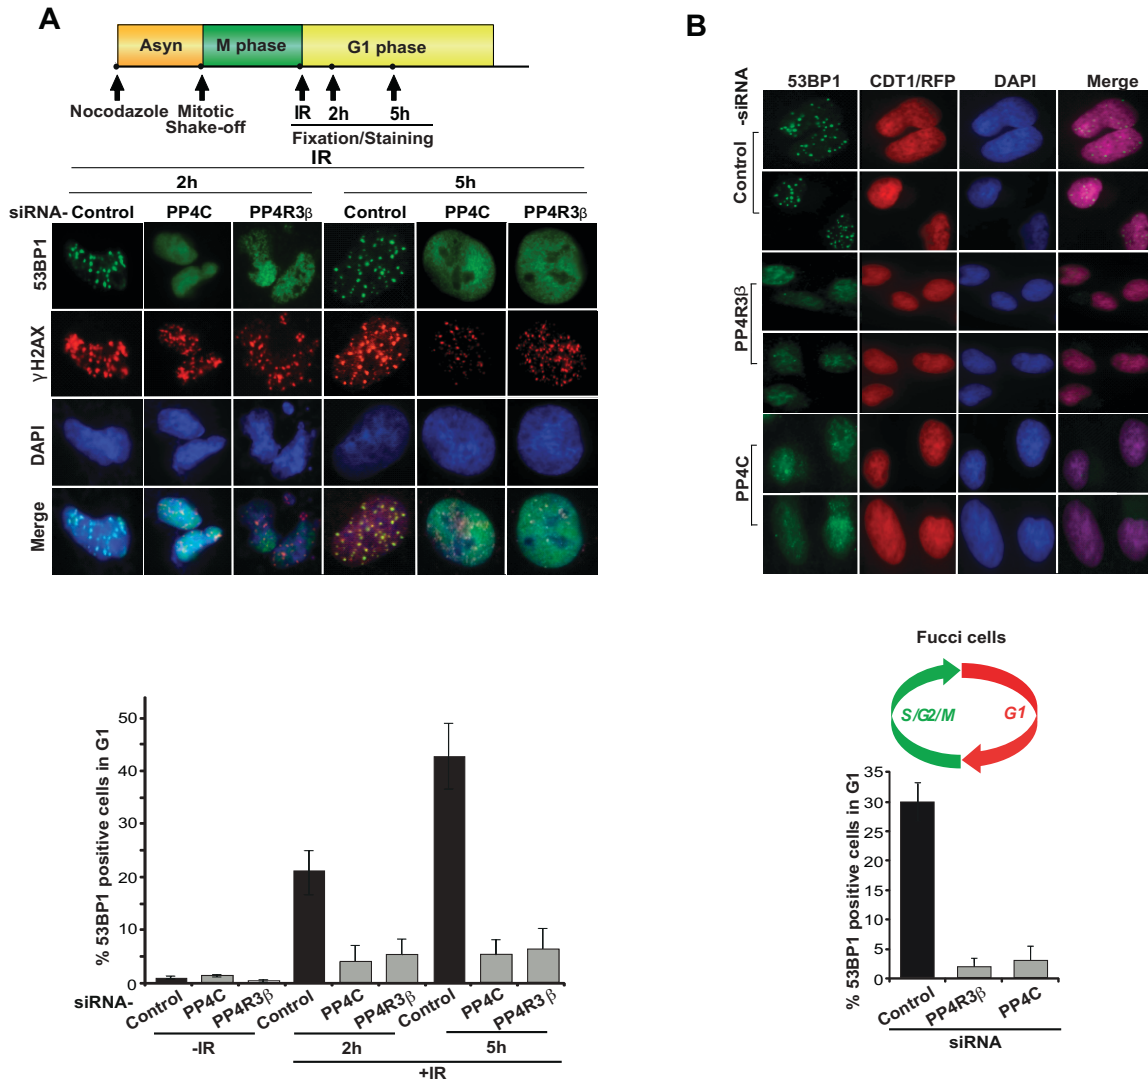 A
Asyn M phase G1 phase
Nocodazole Mitotic Shake-off IR 2h 5h
Fixation/Staining
IR
2h 5h
siRNA- Control PP4C PP4R3β Control PP4C PP4R3β
53BP1
γH2AX
DAPI
Merge
% 53BP1 positive cells in G1
50
40
30
20
10
0
siRNA- Control PP4C PP4R3β Control PP4C PP4R3β Control PP4C PP4R3β
-IR 2h 5h
+IR
B
53BP1 CDT1/RFP DAPI Merge
-siRNA
Control
PP4R3β
PP4C
Fucci cells
S/G2/M G1
% 53BP1 positive cells in G1
35
30
25
20
15
10
5
0
Control PP4R3β PP4C
siRNA